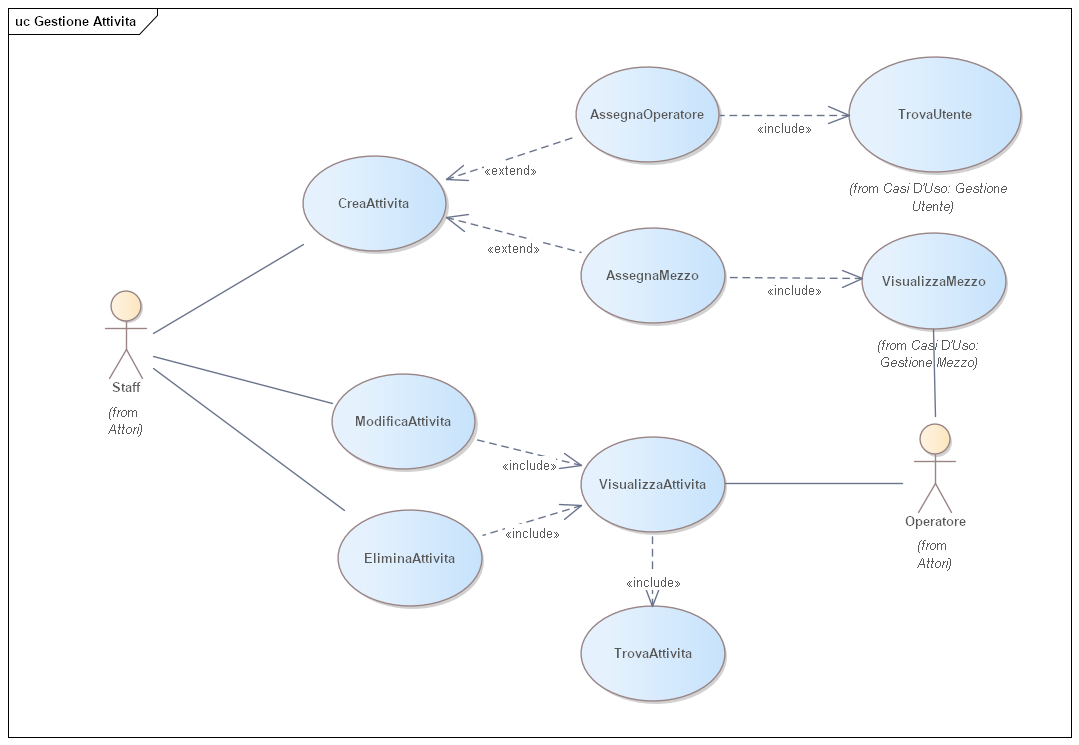 uc Gestione Attivita
AssegnaOperatore
TrovaUtente
«include»
(from Casi D'Uso: Gestione
Utente)
«extend»
CreaAttivita
«extend»
AssegnaMezzo
VisualizzaMezzo
«include»
(from Casi D'Uso:
Gestione Mezzo)
Staff
(from
Attori)
ModificaAttivita
«include»
VisualizzaAttivita
Operatore
(from
Attori)
«include»
EliminaAttivita
«include»
TrovaAttivita